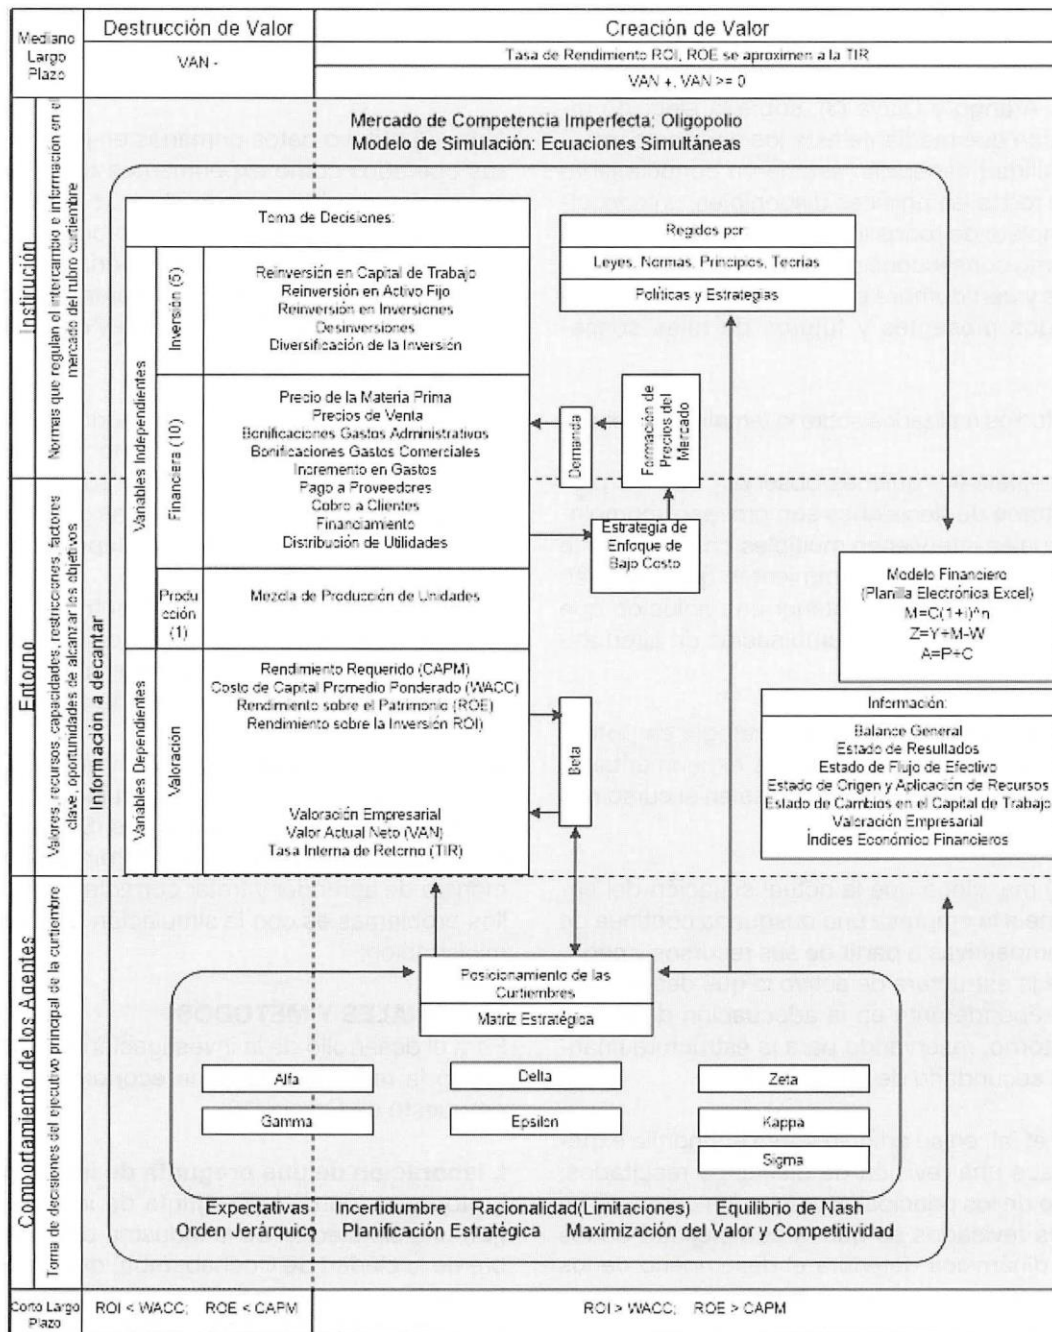 Mediano
Largo
Plazo
Destrucción de Valor
VAN -
Creación de Valor
Tasa de Rendimiento ROI, ROE se aproximen a la TIR
VAN +, VAN >= 0
Institución
Normas que regulan el intercambio e información en el
mercado del rubro curtiembre
Entorno
Valores, recursos, capacidades, restricciones, factores
clave, oportunidades de alcanzar los objetivos
Información a decantar
Comportamiento de los Agentes
Toma de decisiones del ejecutivo principal de la curtiembre
Mercado de Competencia Imperfecta; Oligopolio
Modelo de Simulación: Ecuaciones Simultáneas
Toma de Decisiones:
Variables Independientes
Inversión (5)
Reinversión en Capital de Trabajo
Reinversión en Activo Fijo
Reinversión en Inversiones
Desinversiones
Diversificación de la Inversión
Financiera (10)
Precio de la Materia Prima
Precios de Venta
Bonificaciones Gastos Administrativos
Bonificaciones Gastos Comerciales
Incremento en Gastos
Pago a Proveedores
Cobro a Clientes
Financiamiento
Distribución de Utilidades
Produ
cción
(1)
Mezcla de Producción de Unidades
Variables Dependientes
Valoración
Rendimiento Requerido (CAPM)
Costo de Capital Promedio Ponderado (WACC)
Rendimiento sobre el Patrimonio (ROE)
Rendimiento sobre la Inversión ROI)
Valoración Empresarial
Valor Actual Neto (VAN)
Tasa Interna de Retorno (TIR)
Regidos por
Leyes, Normas, Principios, Teorías
Políticas y Estrategias
Demanda
Formación de
Precios del
Mercado
Estrategia de
Enfoque de
Bajo Costo
Beta
Modelo Financiero
(Planilla Electrónica Excel)
M=C(1+i)^n
Z=Y+M-W
A=P+C
Información:
Balance General
Estado de Resultados
Estado de Flujo de Efectivo
Estado de Origen y Aplicación de Recursos
Estado de Cambios en el Capital de Trabajo
Valoración Empresarial
Índices Económico Financieros
Posicionamiento de las
Curtiembres
Matriz Estratégica
Alfa
Della
Zeta
Gamma
Epsilon
Kappa
Sigma
Expectativas Incertidumbre Racionalidad(Limitaciones) Equilibrio de Nash
Orden Jerárquico Planificación Estratégica Maximización del Valor y Competitividad
Corto Largo
Plazo
ROI < WACC; ROE < CAPM
ROI > WACC; ROE > CAPM